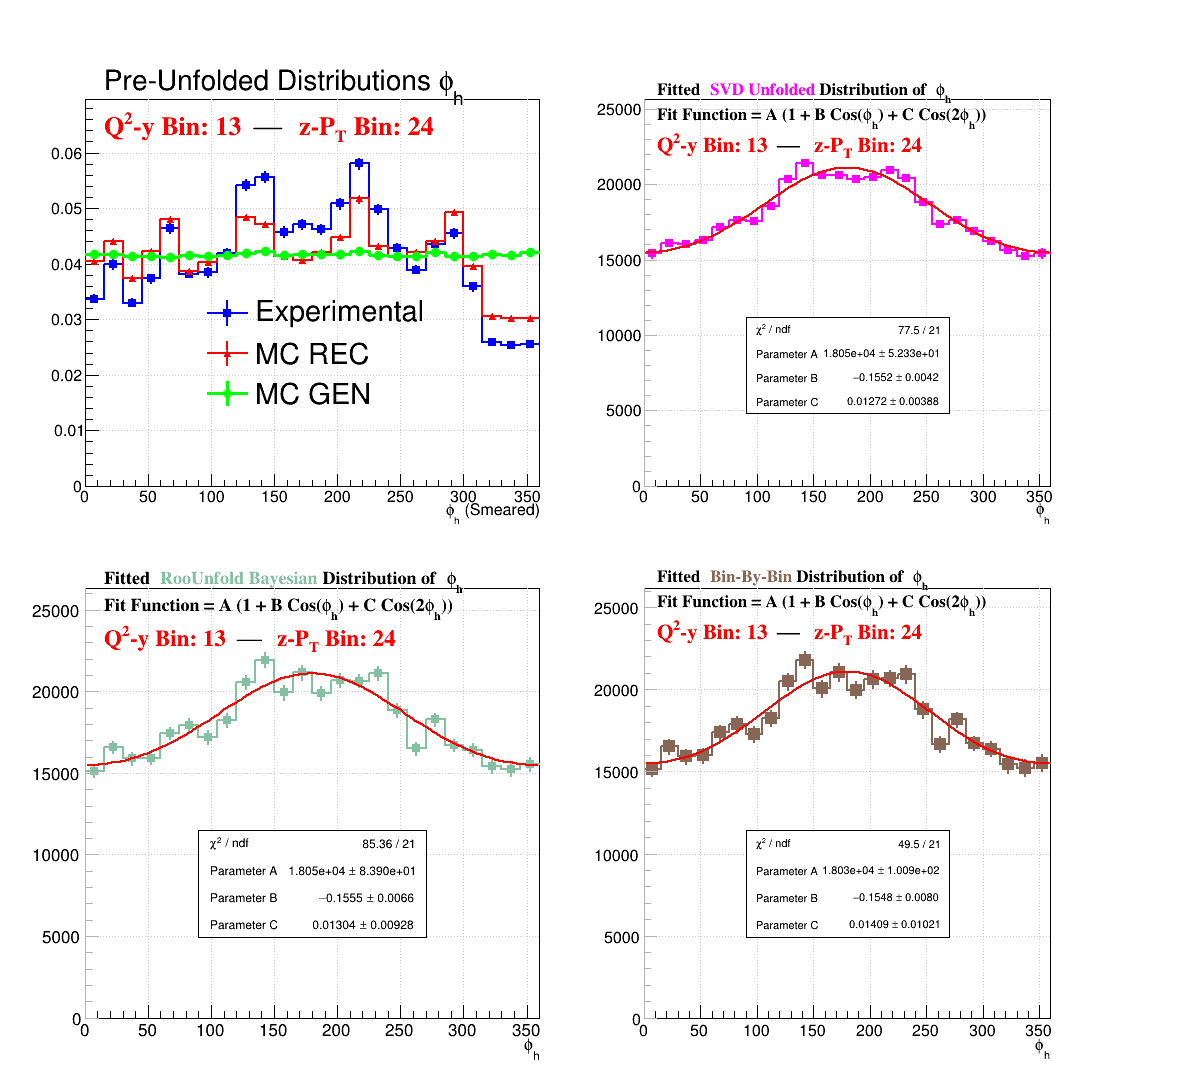 Pre-Unfolded Distributions ϕh
Q2-y Bin: 13 — z-PT Bin: 24
0.06
0.05
0.04
0.03
0.02
0.01
0
Experimental
MC REC
MC GEN
0 50 100 150 200 250 300 350
ϕh (Smeared)
Fitted SVD Unfolded Distribution of ϕh
Fit Function = A (1 + B Cos(ϕh) + C Cos(2ϕh))
Q2-y Bin: 13 — z-PT Bin: 24
25000
20000
15000
10000
5000
0
χ2 / ndf 77.5 / 21
Parameter A 1.805e+04 ± 5.233e+01
Parameter B −0.1552 ± 0.0042
Parameter C 0.01272 ± 0.00388
0 50 100 150 200 250 300 350
ϕh
Fitted RooUnfold Bayesian Distribution of ϕh
Fit Function = A (1 + B Cos(ϕh) + C Cos(2ϕh))
Q2-y Bin: 13 — z-PT Bin: 24
25000
20000
15000
10000
5000
0
χ2 / ndf 85.36 / 21
Parameter A 1.805e+04 ± 8.390e+01
Parameter B −0.1555 ± 0.0066
Parameter C 0.01304 ± 0.00928
0 50 100 150 200 250 300 350
ϕh
Fitted Bin-By-Bin Distribution of ϕh
Fit Function = A (1 + B Cos(ϕh) + C Cos(2ϕh))
Q2-y Bin: 13 — z-PT Bin: 24
25000
20000
15000
10000
5000
0
χ2 / ndf 49.5 / 21
Parameter A 1.803e+04 ± 1.009e+02
Parameter B −0.1548 ± 0.0080
Parameter C 0.01409 ± 0.01021
0 50 100 150 200 250 300 350
ϕh